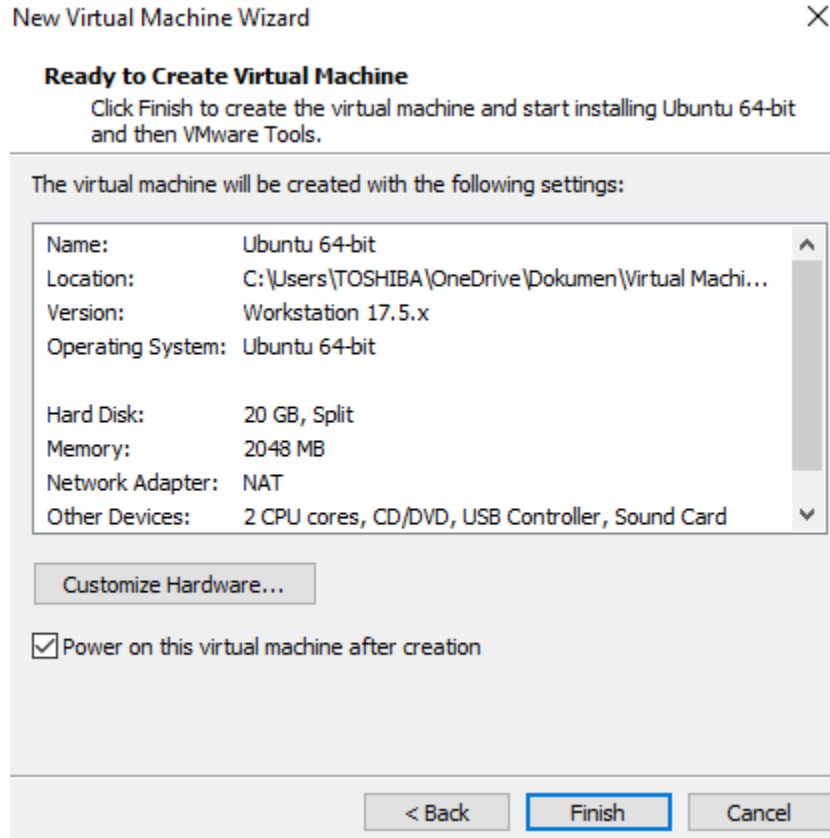 New Virtual Machine Wizard
Ready to Create Virtual Machine
Click Finish to create the virtual machine and start installing Ubuntu 64-bit
and then VMware Tools.
The virtual machine will be created with the following settings:
Name: Ubuntu 64-bit
Location: C:\Users\TOSHIBA\OneDrive\Dokumen\Virtual Machi...
Version: Workstation 17.5.x
Operating System: Ubuntu 64-bit
Hard Disk: 20 GB, Split
Memory: 2048 MB
Network Adapter: NAT
Other Devices: 2 CPU cores, CD/DVD, USB Controller, Sound Card
Customize Hardware...
Power on this virtual machine after creation
< Back Finish Cancel